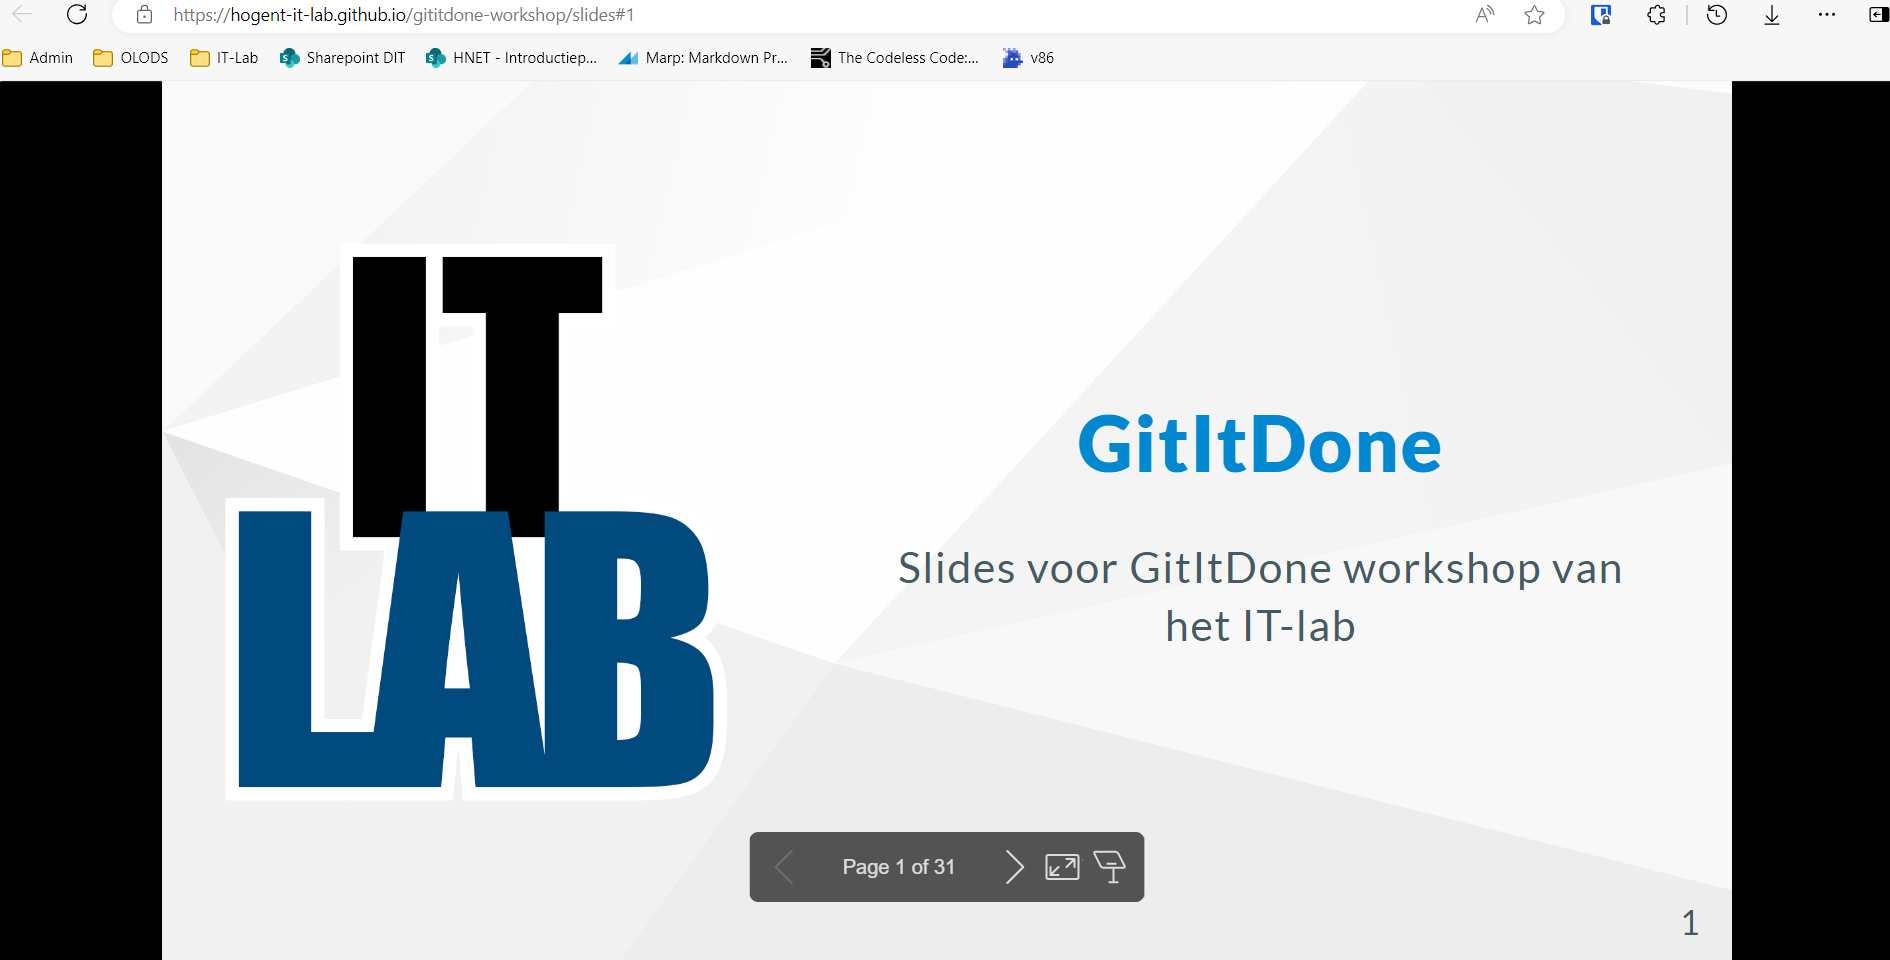 https://hogent-it-lab.github.io/gititdone-workshop/slides#1
Admin OLODS IT-Lab Sharepoint DIT HNET - Introductiep... Marp: Markdown Pr... The Codeless Code:... v86
IT
LAB
GitItDone
Slides voor GitItDone workshop van
het IT-lab
Page 1 of 31
1